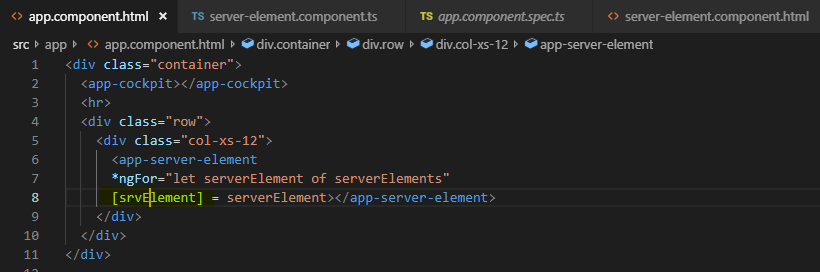 app.component.html × TS server-element.component.ts TS app.component.spec.ts server-element.component.html
src > app > <> app.component.html > div.container > div.row > div.col-xs-12 > app-server-element
1 <div class="container">
2 <app-cockpit></app-cockpit>
3 <hr>
4 <div class="row">
5 <div class="col-xs-12">
6 <app-server-element
7 *ngFor="let serverElement of serverElements"
8 [srvElement] = serverElement></app-server-element>
9 </div>
10 </div>
11 </div>